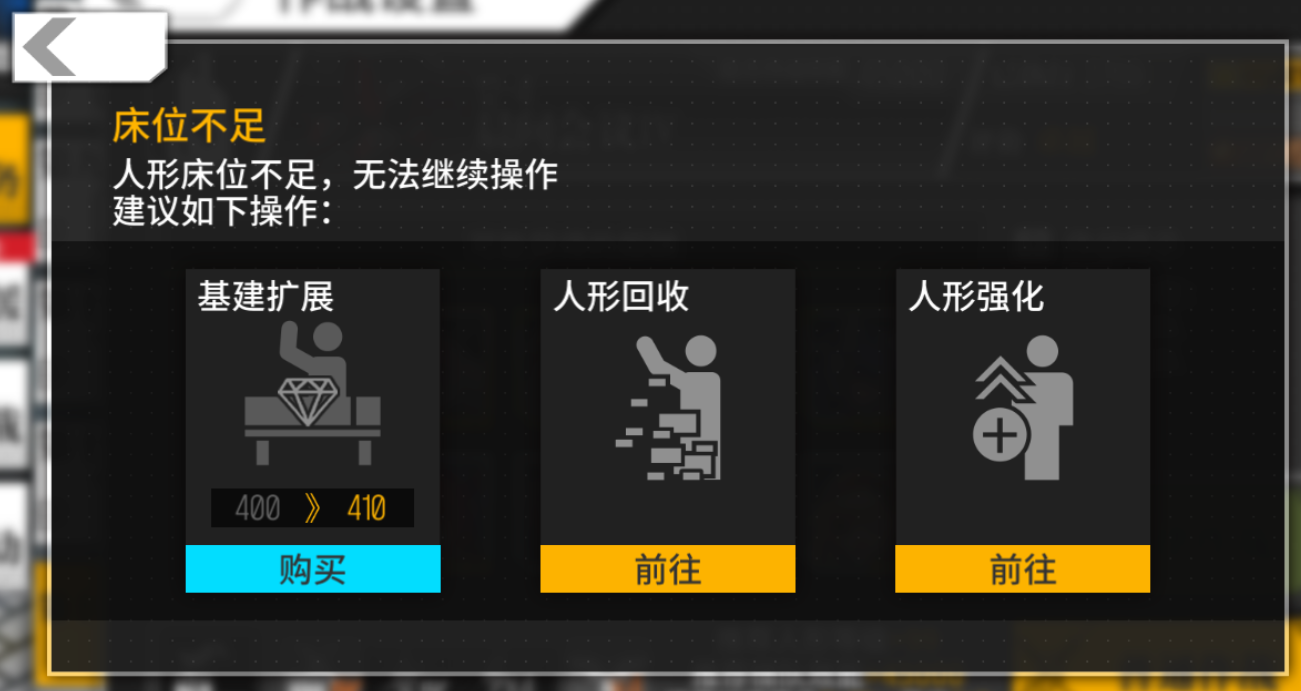 床位不足
人形床位不足，无法继续操作
建议如下操作：
基建扩展
人形回收
人形强化
400 》 410
购买
前往
前往